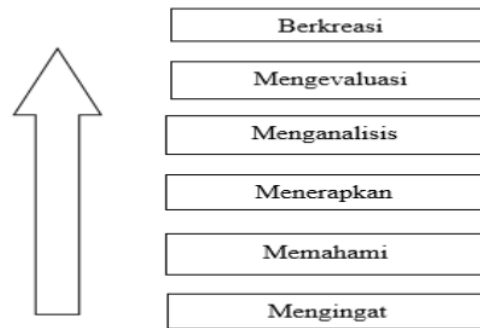 Berkreasi
Mengevaluasi
Menganalisis
Menerapkan
Memahami
Mengingat